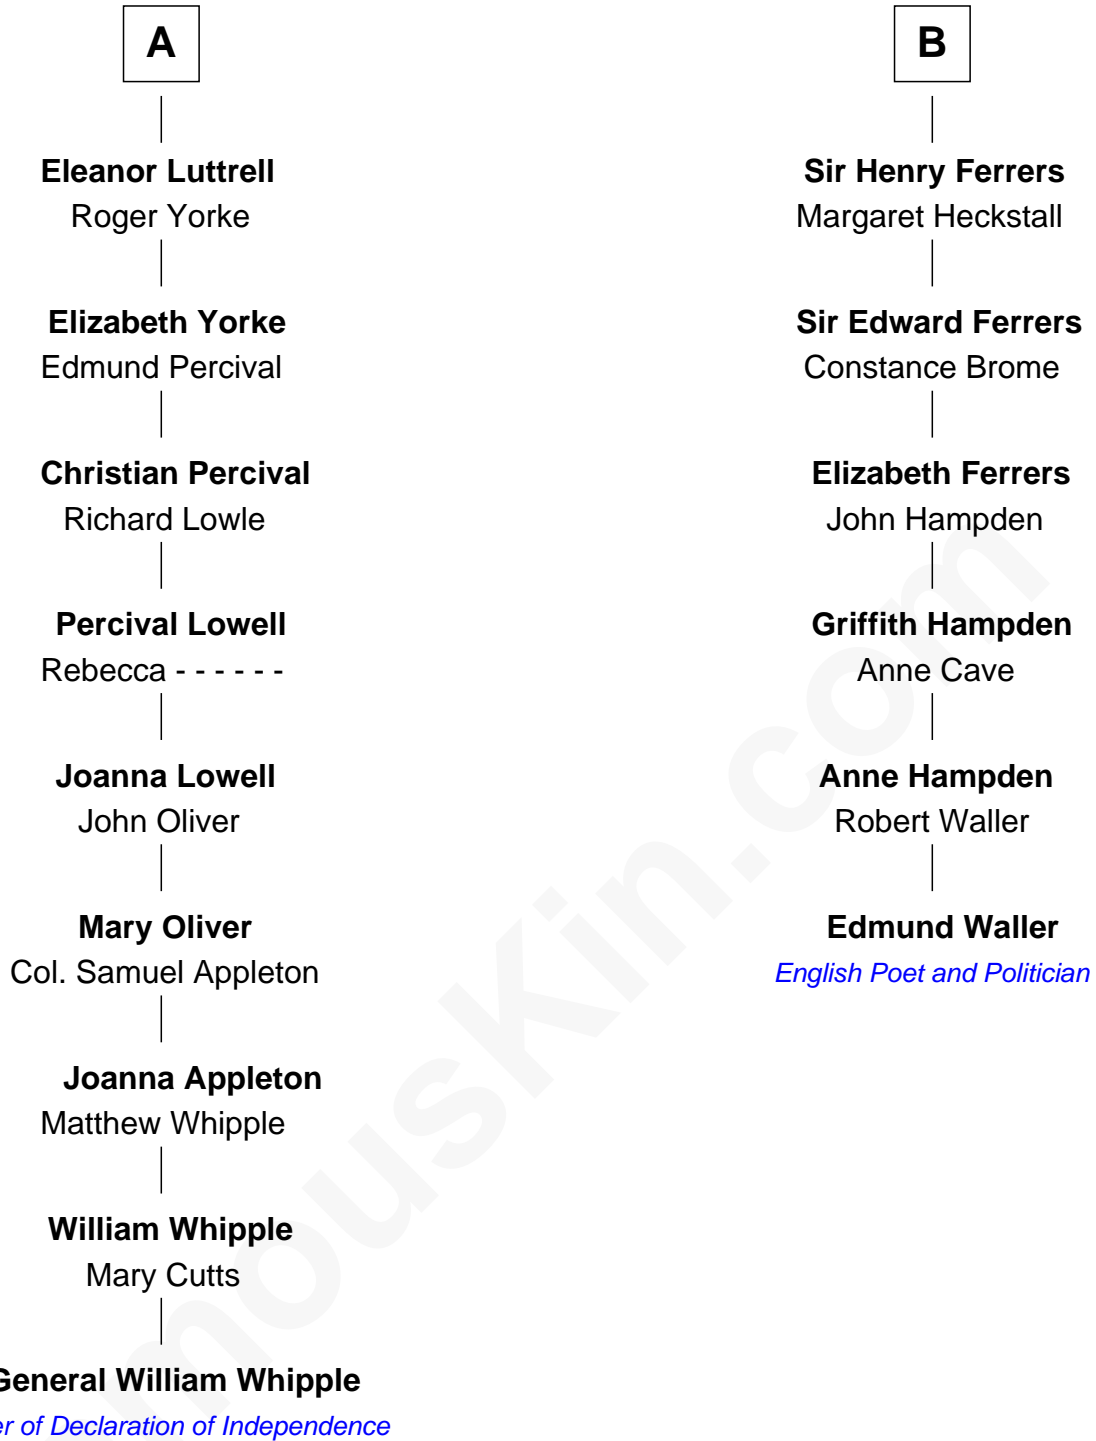 A
Eleanor Luttrell
Roger Yorke
Elizabeth Yorke
Edmund Percival
Christian Percival
Richard Lowle
Percival Lowell
Rebecca - - - - - -
Joanna Lowell
John Oliver
Mary Oliver
Col. Samuel Appleton
Joanna Appleton
Matthew Whipple
William Whipple
Mary Cutts
General William Whipple
er of Declaration of Independence
B
Sir Henry Ferrers
Margaret Heckstall
Sir Edward Ferrers
Constance Brome
Elizabeth Ferrers
John Hampden
Griffith Hampden
Anne Cave
Anne Hampden
Robert Waller
Edmund Waller
English Poet and Politician
mousKin.com